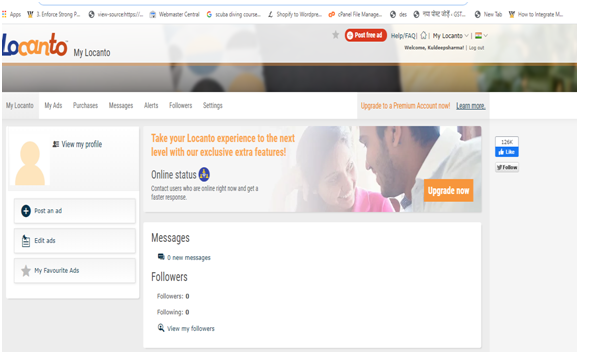 Apps 3. Enforce Strong P... view-source:https://... Webmaster Central scuba diving course... Shopify to Wordpre... cPanel File Manage... des नया पोस्ट जोड़ें ‹ GST... New Tab How to Integrate M...
Locanto My Locanto
Post free ad Help/FAQ| | My Locanto |
Welcome, Kuldeepsharma! | Log out
My Locanto My Ads Purchases Messages Alerts Followers Settings Upgrade to a Premium Account now! Learn more.
View my profile
Post an ad
Edit ads
My Favourite Ads
Take your Locanto experience to the next
level with our exclusive extra features!
Online status
Contact users who are online right now and get a
faster response.
Upgrade now
126K
Like
Follow
Messages
0 new messages
Followers
Followers: 0
Following: 0
View my followers